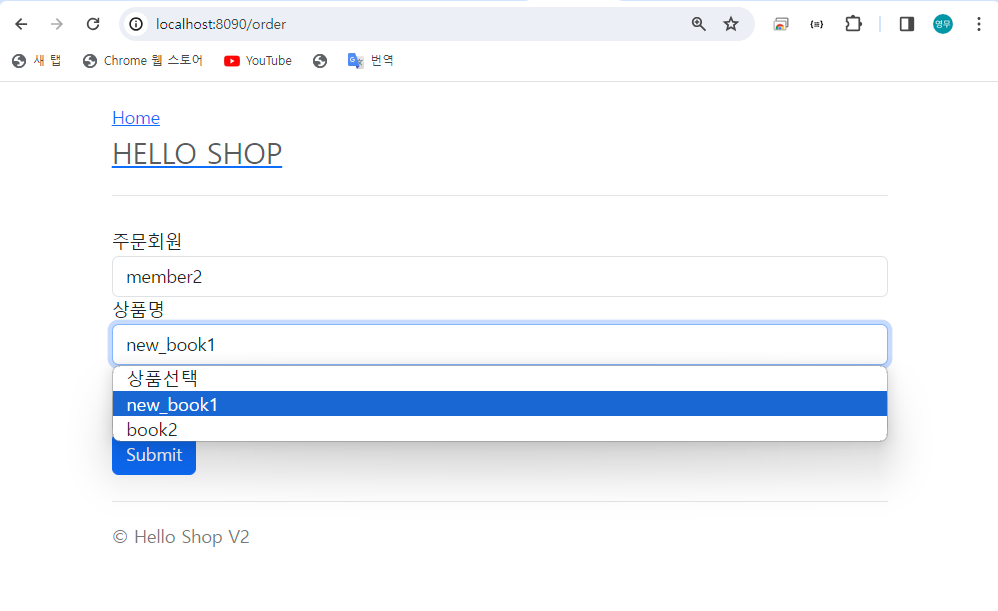 localhost:8090/order
영무
새 탭
Chrome 웹 스토어
YouTube
번역
Home
HELLO SHOP
주문회원
member2
상품명
new_book1
상품선택
new_book1
book2
Submit
© Hello Shop V2